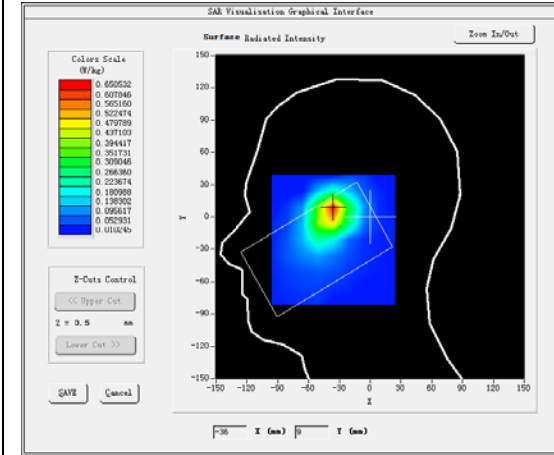 SAR Visualisation Graphical Interface
Surface Radiated Intensity
Zoom In/Out
Colors Scale
(W/kg)
0.650532
0.607846
0.565160
0.522474
0.479789
0.437103
0.394417
0.351731
0.309046
0.266360
0.223674
0.180988
0.138302
0.095617
0.052931
0.010245
150
120
90
60
30
0
-30
-60
-90
-120
-150
Y
-150 -120 -90 -60 -30 0 30 60 90 120 150
X
Z-Cuts Control
<< Upper Cut
Z = 3.5 mm
Lower Cut >>
SAVE Cancel
-36 X (mm) 9 Y (mm)